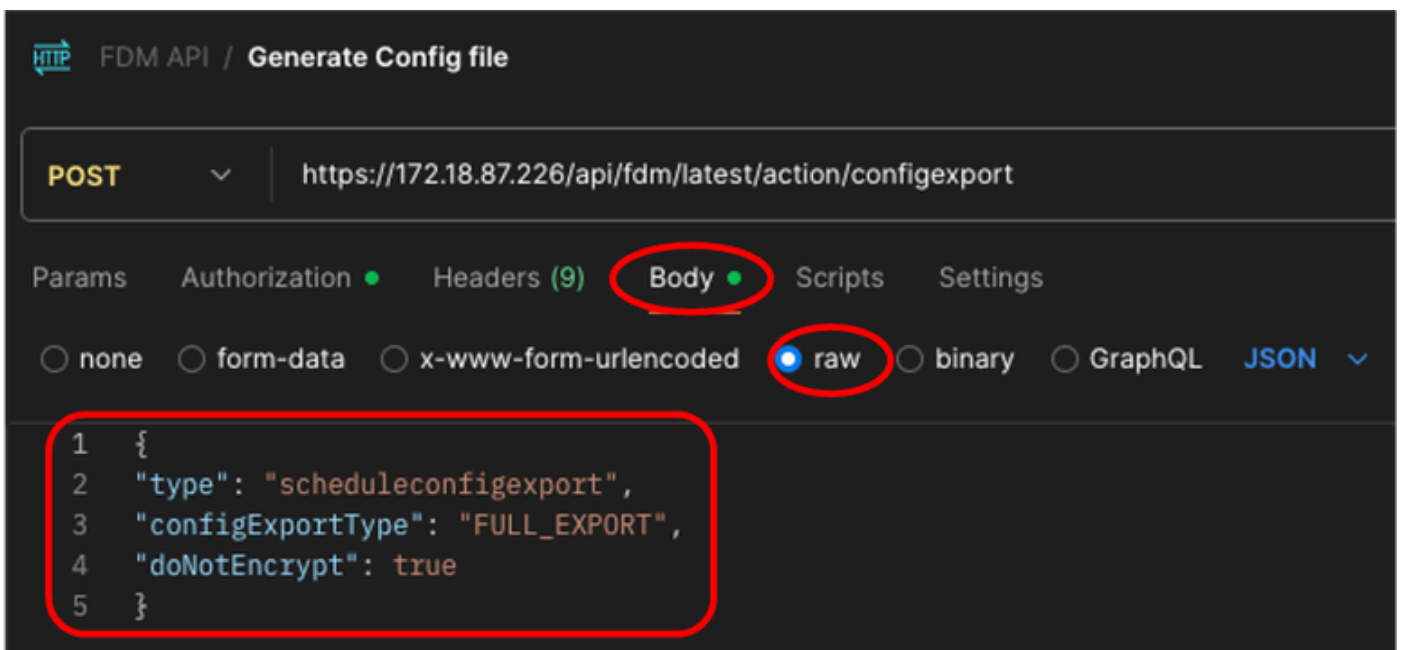 HTTP FDM API / Generate Config file
POST https://172.18.87.226/api/fdm/latest/action/configexport
Params Authorization Headers (9) Body Scripts Settings
none form-data x-www-form-urlencoded raw binary GraphQL JSON
1 {
2 "type": "scheduleconfigexport",
3 "configExportType": "FULL_EXPORT",
4 "doNotEncrypt": true
5 }